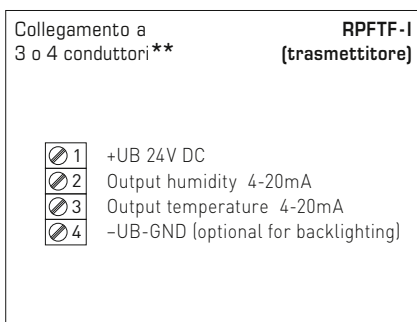 Collegamento a
3 o 4 conduttori**
RPFTF-I
(trasmettitore)
1 +UB 24V DC
2 Output humidity 4-20mA
3 Output temperature 4-20mA
4 –UB-GND (optional for backlighting)